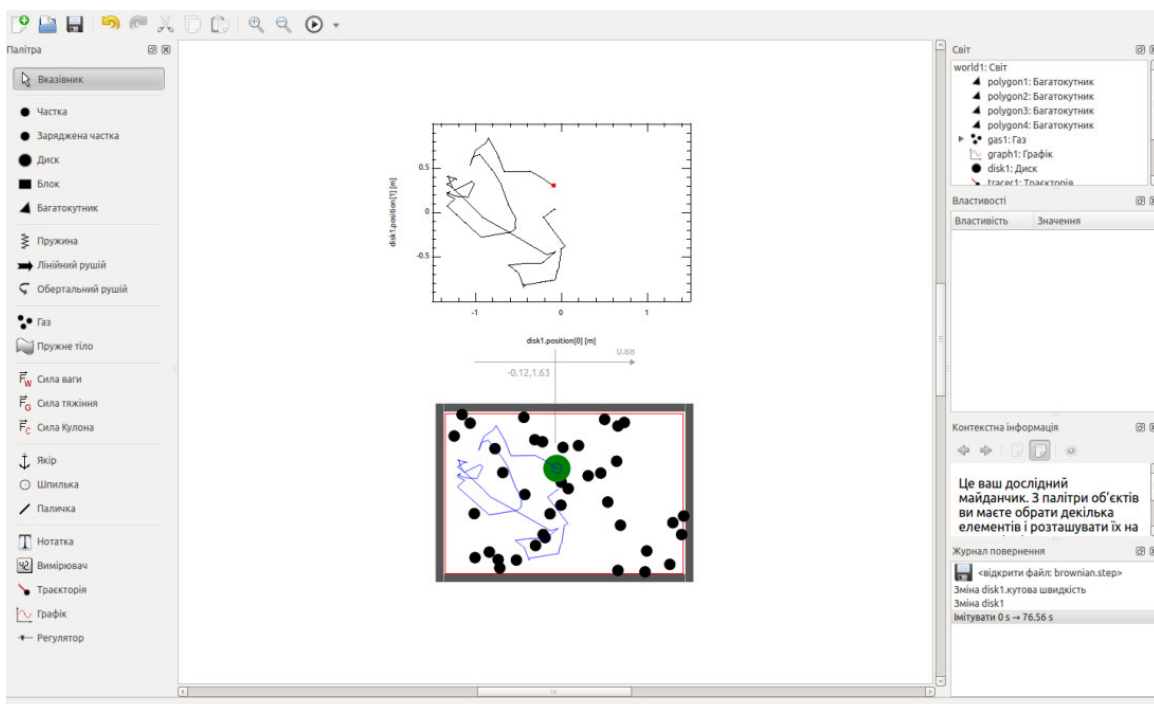 Палітра
Вказівник
Частка
Заряджена частка
Диск
Блок
Багатокутник
Пружина
Лінійний рушій
Обертальний рушій
Газ
Пружне тіло
Сила ваги
Сила тяжіння
Сила Кулона
Якір
Шпилька
Паличка
Нотатка
Вимірювач
Траєкторія
Графік
Регулятор
disk1.position[1] [m]
0.5
0
-0.5
-1
0
1
disk1.position[0] [m]
0.88
-0.12,1.63
Світ
world1: Світ
polygon1: Багатокутник
polygon2: Багатокутник
polygon3: Багатокутник
polygon4: Багатокутник
gas1: Газ
graph1: Графік
disk1: Диск
tracer1: Траєкторія
Властивості
Властивість Значення
Контекстна інформація
Це ваш дослідний
майданчик. З палітри об’єктів
ви маєте обрати декілька
елементів і розташувати їх на
Журнал повернення
<відкрити файл: brownian.step>
Зміна disk1.кутова швидкість
Зміна disk1
Імітувати 0 s → 76.56 s